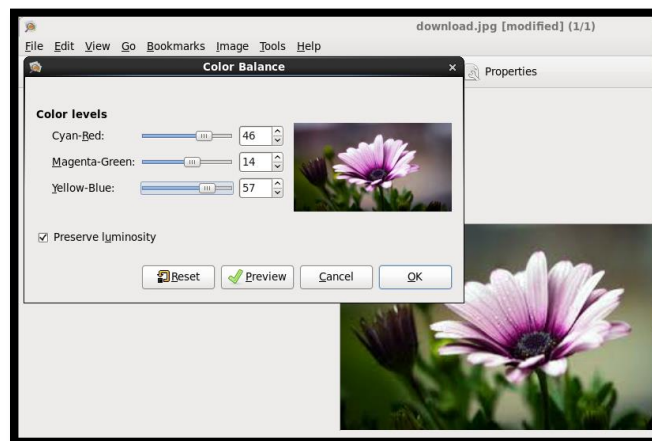 download.jpg [modified] (1/1)
File Edit View Go Bookmarks Image Tools Help
Color Balance
Properties
Color levels
Cyan-Red: 46
Magenta-Green: 14
Yellow-Blue: 57
Preserve luminosity
Reset Preview Cancel OK